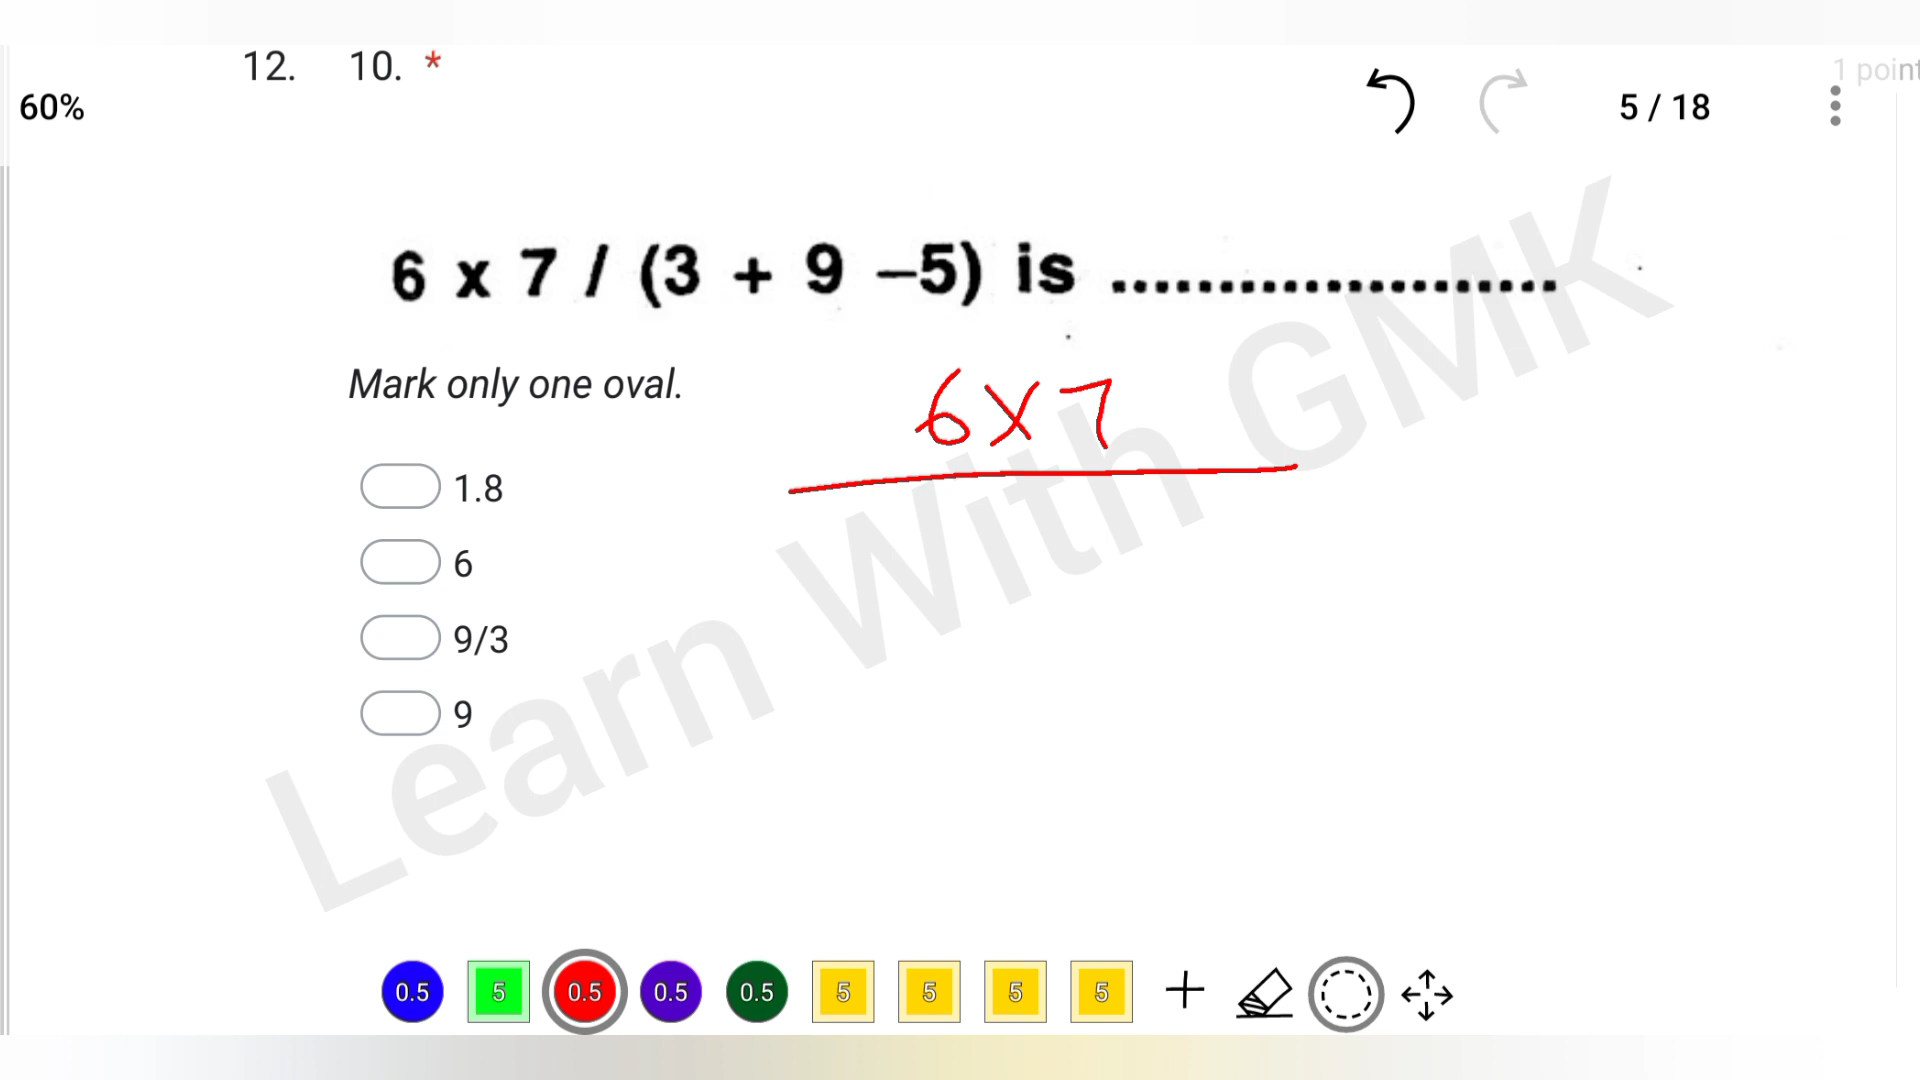 12. 10. *
1 point
60%
5 / 18
6 x 7 / (3 + 9 –5) is .....................
Mark only one oval.
6x7
1.8
6
9/3
9
Learn With GMK
0.5 5 0.5 0.5 0.5 5 5 5 5